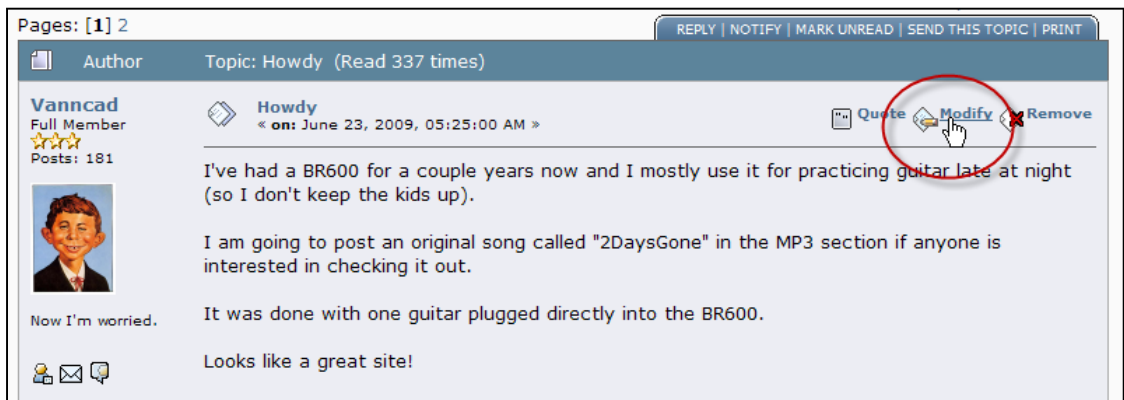 Pages: [1] 2
REPLY | NOTIFY | MARK UNREAD | SEND THIS TOPIC | PRINT
Author Topic: Howdy (Read 337 times)
Vanncad
Full Member
Posts: 181
Now I'm worried.
Howdy
« on: June 23, 2009, 05:25:00 AM »
Quote Modify Remove
I've had a BR600 for a couple years now and I mostly use it for practicing guitar late at night
(so I don't keep the kids up).
I am going to post an original song called "2DaysGone" in the MP3 section if anyone is
interested in checking it out.
It was done with one guitar plugged directly into the BR600.
Looks like a great site!